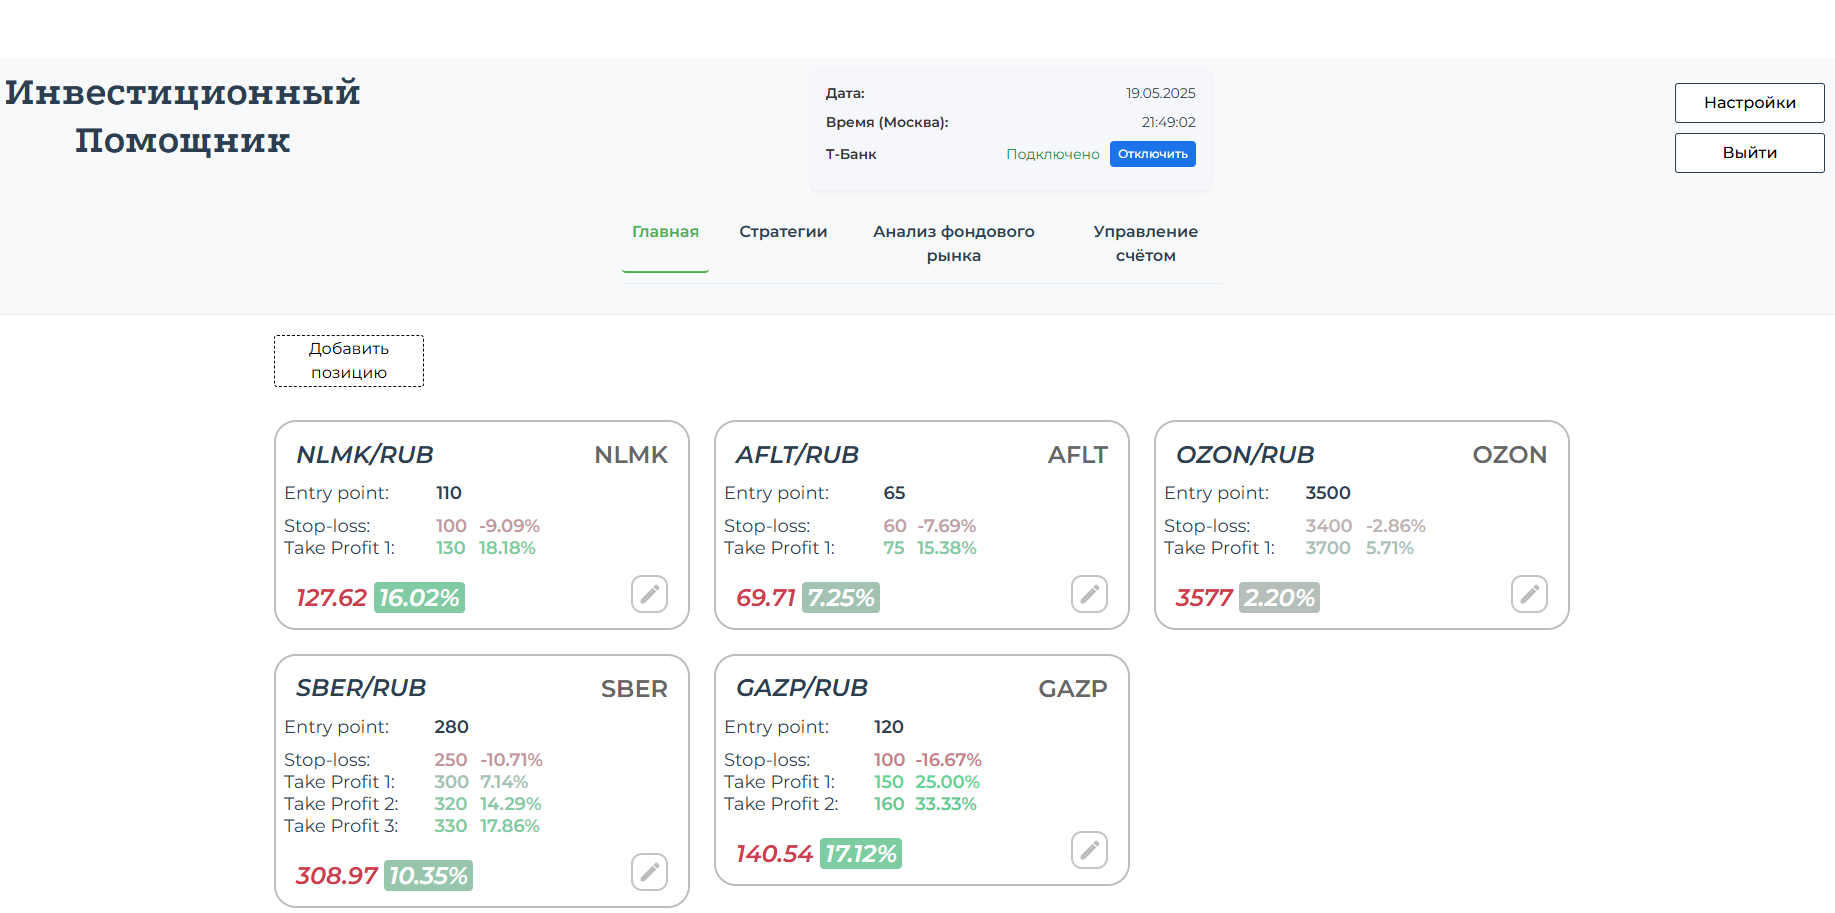 Инвестиционный
Помощник
Дата: 19.05.2025
Время (Москва): 21:49:02
Т-Банк Подключено Отключить
Настройки
Выйти
Главная Стратегии Анализ фондового рынка Управление счётом
Добавить
позицию
NLMK/RUB NLMK
Entry point: 110
Stop-loss: 100 -9.09%
Take Profit 1: 130 18.18%
127.62 16.02%
AFLT/RUB AFLT
Entry point: 65
Stop-loss: 60 -7.69%
Take Profit 1: 75 15.38%
69.71 7.25%
OZON/RUB OZON
Entry point: 3500
Stop-loss: 3400 -2.86%
Take Profit 1: 3700 5.71%
3577 2.20%
SBER/RUB SBER
Entry point: 280
Stop-loss: 250 -10.71%
Take Profit 1: 300 7.14%
Take Profit 2: 320 14.29%
Take Profit 3: 330 17.86%
308.97 10.35%
GAZP/RUB GAZP
Entry point: 120
Stop-loss: 100 -16.67%
Take Profit 1: 150 25.00%
Take Profit 2: 160 33.33%
140.54 17.12%